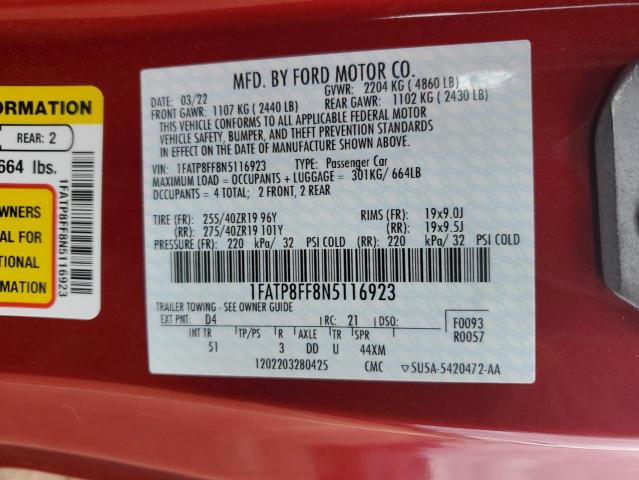 ORMATION
REAR: 2
664 lbs.
WNERS
AL FOR
TIONAL
MATION
1FATP8FF8N5116923
MFD. BY FORD MOTOR CO.
DATE: 03/22 GVWR: 2204 KG ( 4860 LB)
FRONT GAWR: 1107 KG ( 2440 LB) REAR GAWR: 1102 KG ( 2430 LB)
THIS VEHICLE CONFORMS TO ALL APPLICABLE FEDERAL MOTOR
VEHICLE SAFETY, BUMPER, AND THEFT PREVENTION STANDARDS
IN EFFECT ON THE DATE OF MANUFACTURE SHOWN ABOVE.
VIN: 1FATP8FF8N5116923 TYPE: Passenger Car
MAXIMUM LOAD = OCCUPANTS + LUGGAGE = 301KG/ 664LB
OCCUPANTS = 4 TOTAL; 2 FRONT, 2 REAR
TIRE (FR): 255/40ZR19 96Y RIMS (FR): 19x9.0J
(RR): 275/40ZR19 101Y (RR): 19x9.5J
PRESSURE (FR): 220 kPa/ 32 PSI COLD (RR): 220 kPa/ 32 PSI COLD
1FATP8FF8N5116923
TRAILER TOWING - SEE OWNER GUIDE
EXT PNT: D4 RC: 21 DSO: F0093
R0057
INT TR TP/PS R AXLE TR SPR
51 3 DD U 44XM
1202203280425 CMC ▽5U5A-5420472-AA